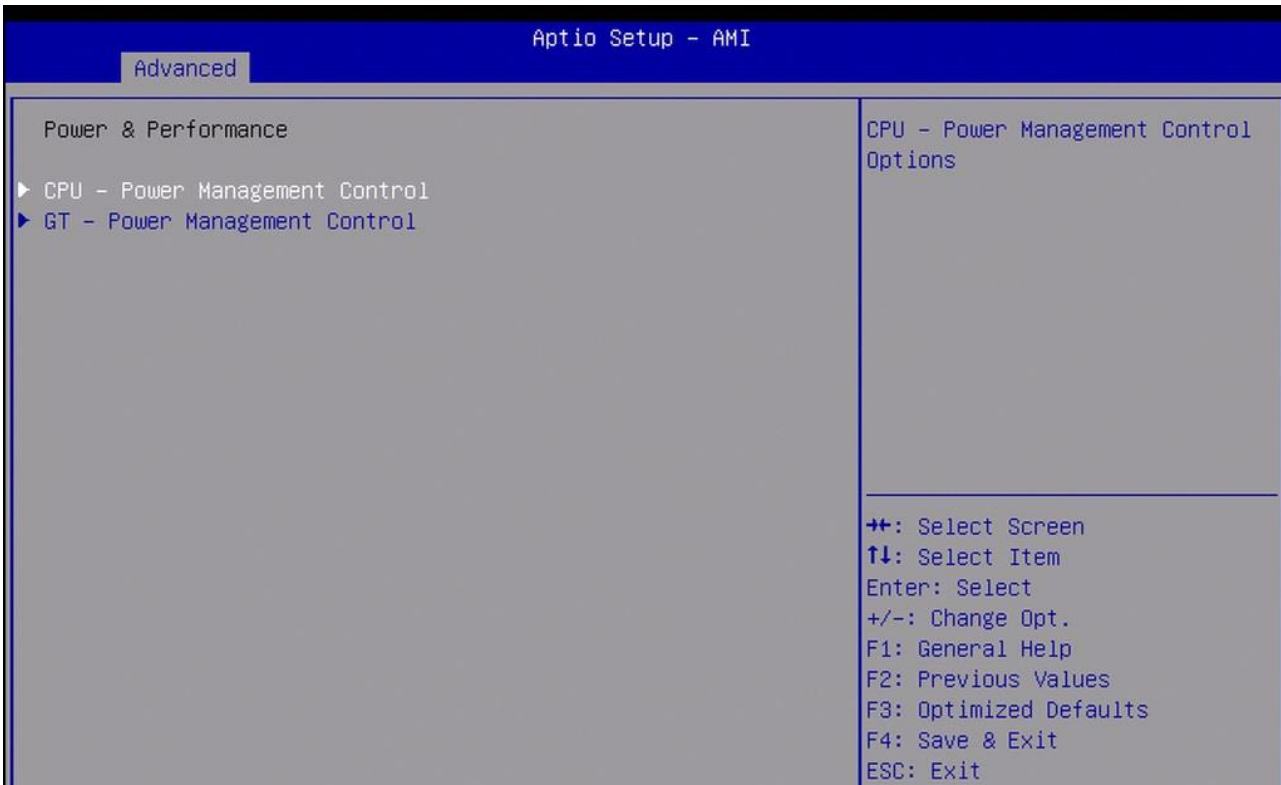 Aptio Setup - AMI
Advanced
Power & Performance
▶ CPU - Power Management Control
▶ GT - Power Management Control
CPU - Power Management Control
Options
→←: Select Screen
↑↓: Select Item
Enter: Select
+/-: Change Opt.
F1: General Help
F2: Previous Values
F3: Optimized Defaults
F4: Save & Exit
ESC: Exit